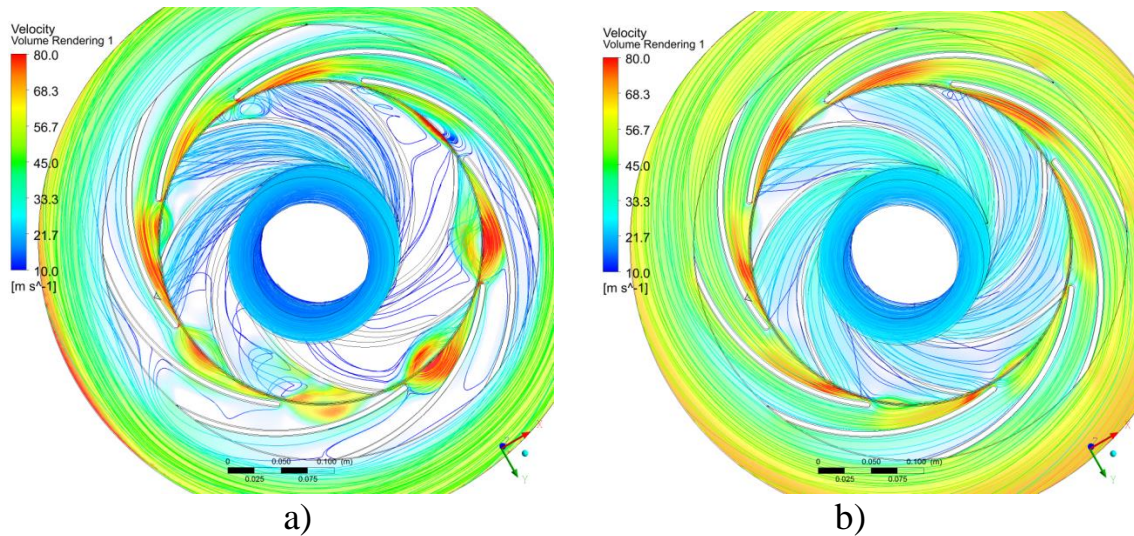 Velocity
Volume Rendering 1
80.0
68.3
56.7
45.0
33.3
21.7
10.0
[m s^-1]
0 0.050 0.100 (m)
0.025 0.075
X
Y
a)
Velocity
Volume Rendering 1
80.0
68.3
56.7
45.0
33.3
21.7
10.0
[m s^-1]
0 0.050 0.100 (m)
0.025 0.075
X
Y
b)